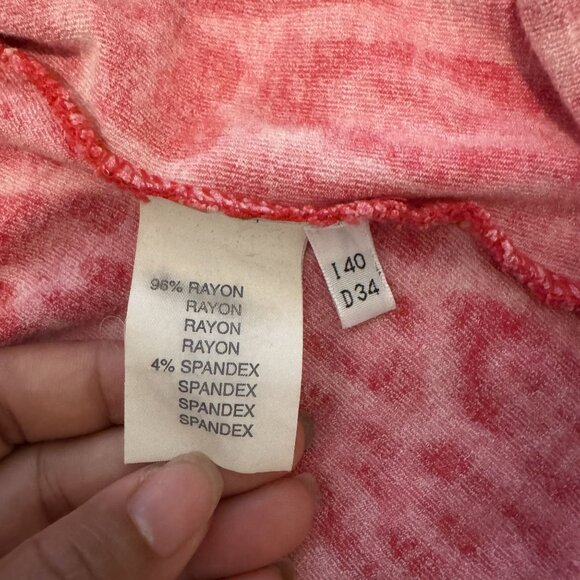 96% RAYON
RAYON
RAYON
RAYON
4% SPANDEX
SPANDEX
SPANDEX
SPANDEX
I 40
D 34